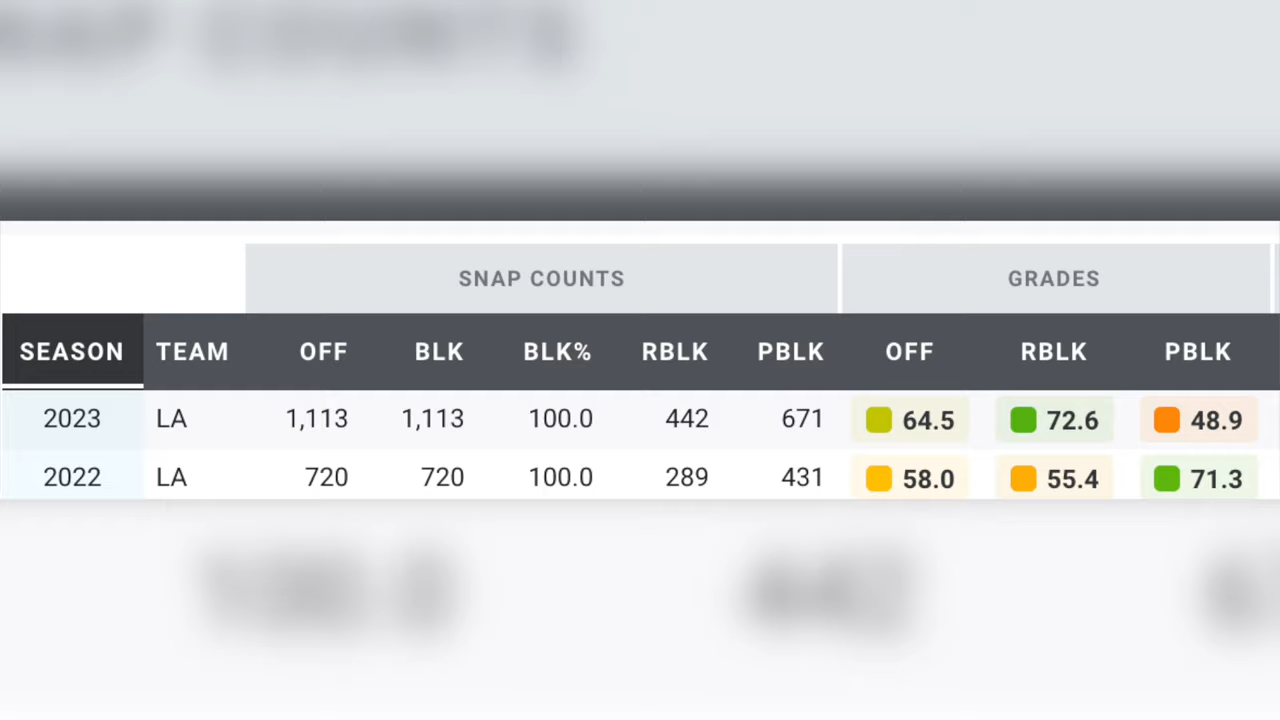 SNAP COUNTS GRADES
SEASON TEAM OFF BLK BLK% RBLK PBLK OFF RBLK PBLK
2023 LA 1,113 1,113 100.0 442 671 64.5 72.6 48.9
2022 LA 720 720 100.0 289 431 58.0 55.4 71.3